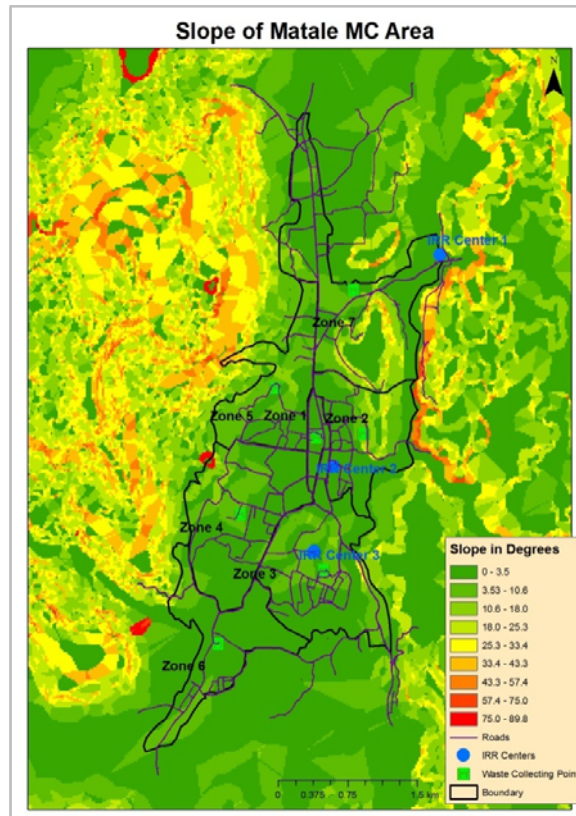 Slope of Matale MC Area
N
IRR Center 1
Zone 7
Zone 5
Zone 1
Zone 2
IRR Center 2
Zone 4
IRR Center 3
Zone 3
Zone 6
Slope in Degrees
0 - 3.5
3.53 - 10.6
10.6 - 18.0
18.0 - 25.3
25.3 - 33.4
33.4 - 43.3
43.3 - 57.4
57.4 - 75.0
75.0 - 89.8
Roads
IRR Centers
Waste Collecting Point
Boundary
0 0.375 0.75 1.5 km